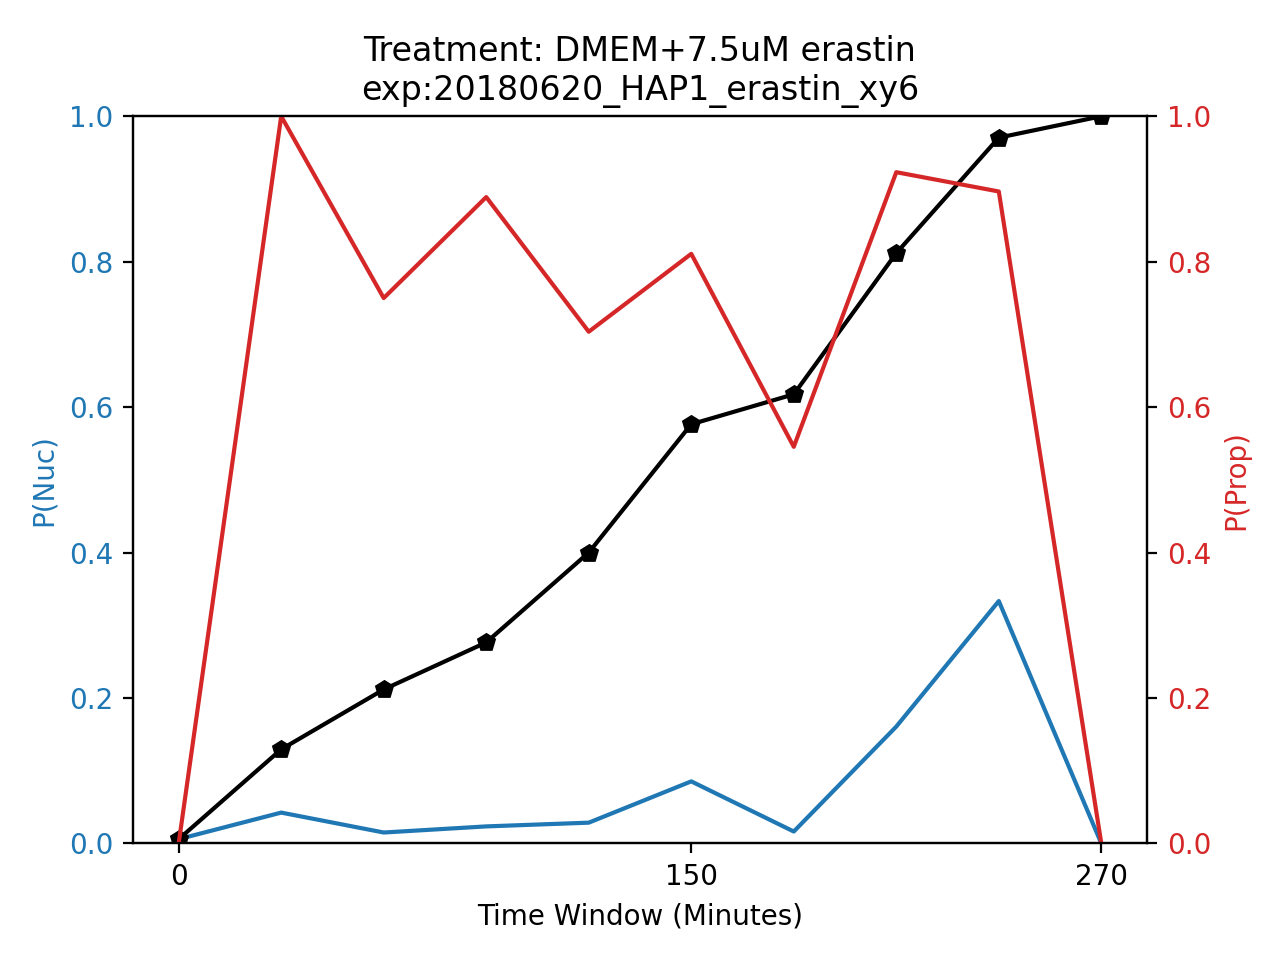 Treatment: DMEM+7.5uM erastin
exp:20180620_HAP1_erastin_xy6
1.0
0.8
0.6
0.4
0.2
0.0
P(Nuc)
1.0
0.8
0.6
0.4
0.2
0.0
P(Prop)
0 150 270
Time Window (Minutes)